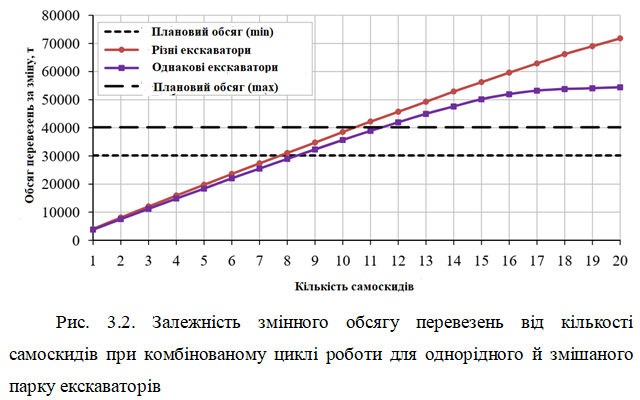 80000
70000
60000
50000
40000
30000
20000
10000
0
Обсяг перевезень за зміну, т
Плановий обсяг (min)
Різні екскаватори
Однакові екскаватори
Плановий обсяг (max)
1 2 3 4 5 6 7 8 9 10 11 12 13 14 15 16 17 18 19 20
Кількість самоскидів
Рис. 3.2. Залежність змінного обсягу перевезень від кількості
самоскидів при комбінованому циклі роботи для однорідного й змішаного
парку екскаваторів